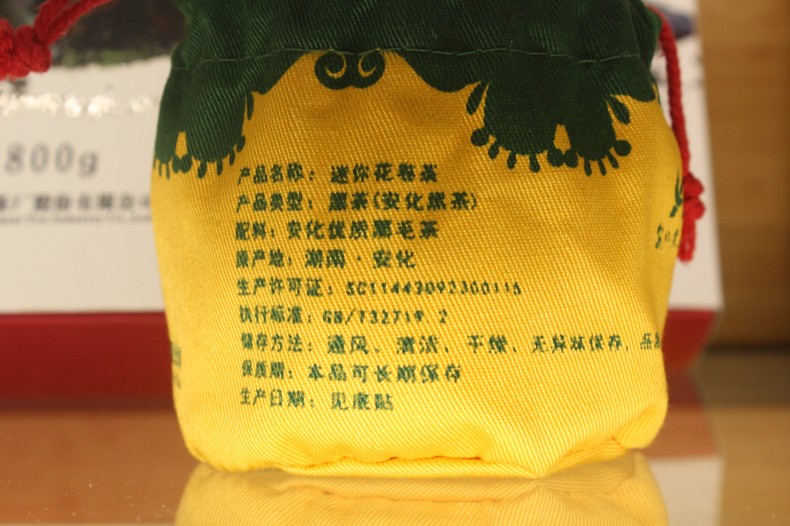 800g
产品名称：迷你花卷茶
产品类型：黑茶(安化黑茶)
配料：安化优质黑毛茶
原产地：湖南·安化
生产许可证：SC11443092300115
执行标准：GB/T32719.2
储存方法：通风、清洁、干燥、无异味保存，品
保质期：本品可长期保存
生产日期：见底贴